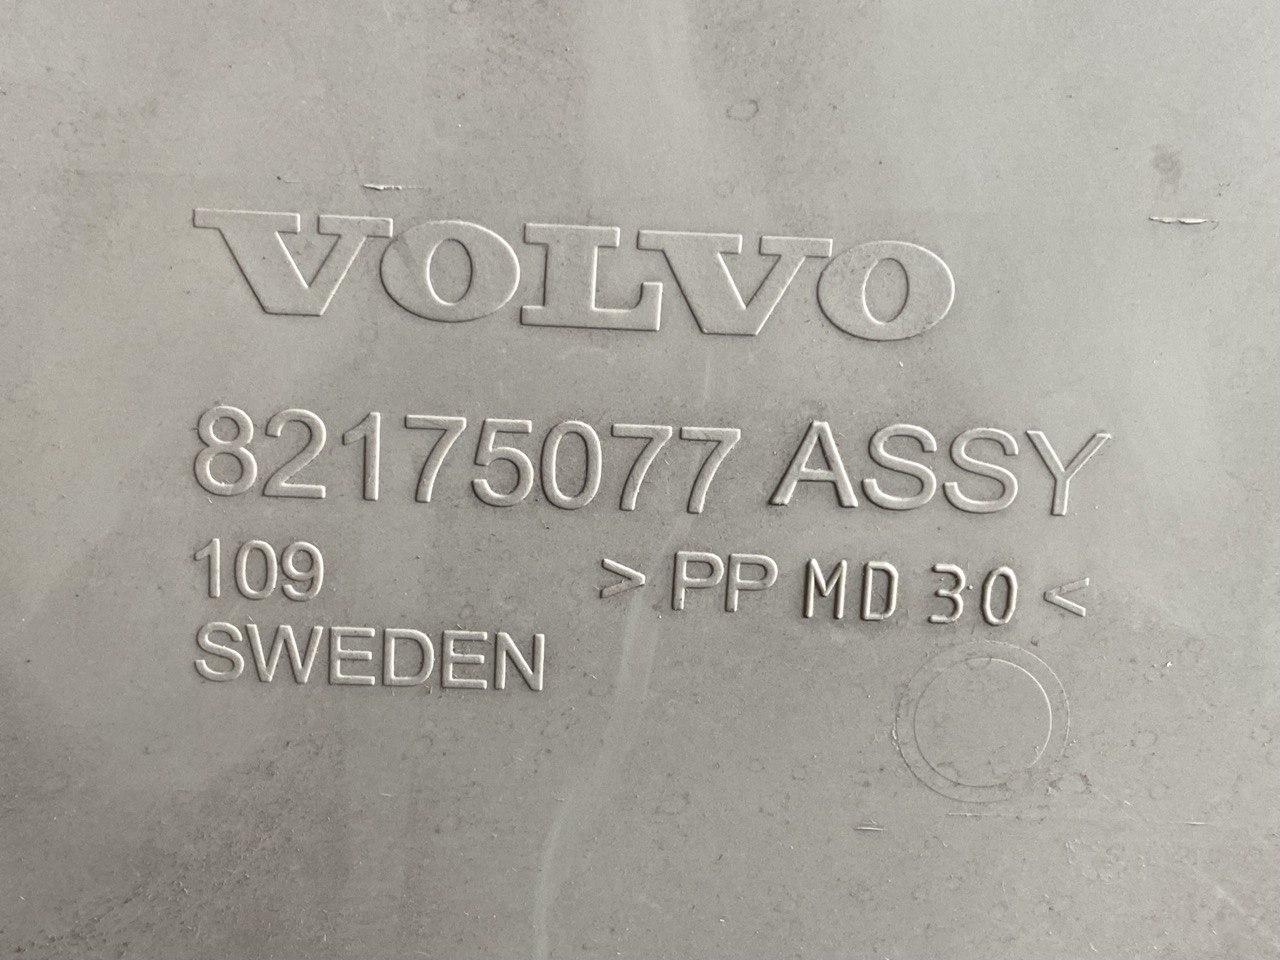 VOLVO
82175077 ASSY
109 >PP MD 30<
SWEDEN